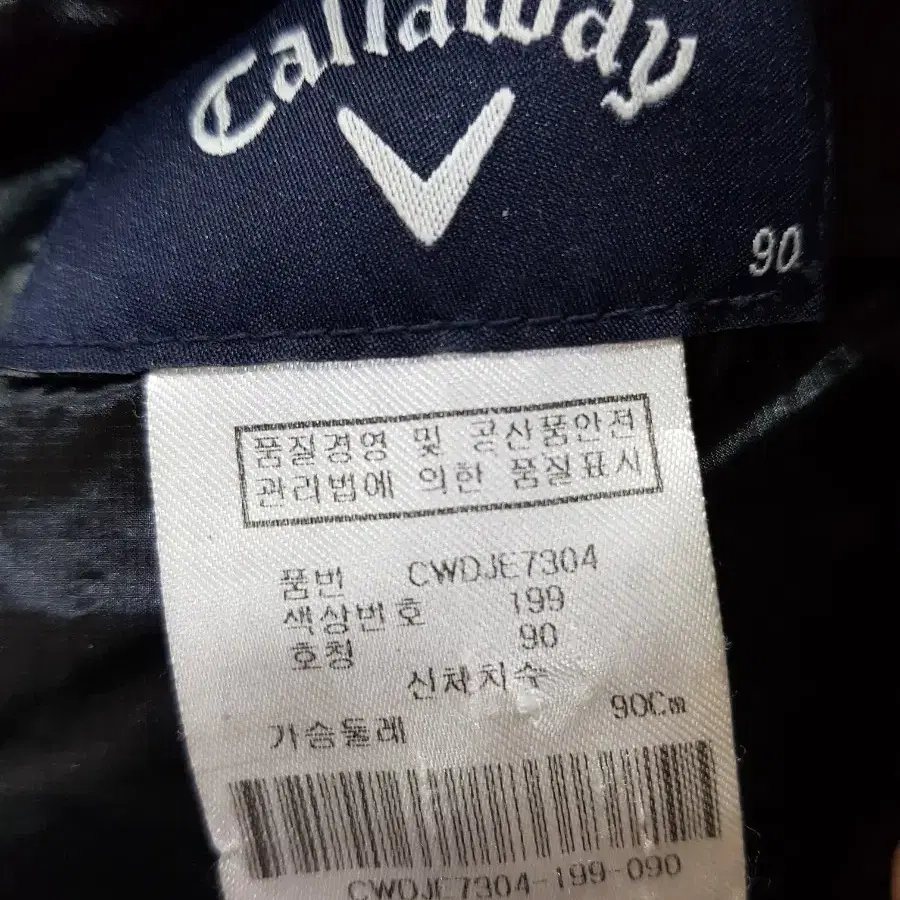 Callaway
90
품질경영 및 공산품안전
관리법에 의한 품질표시
품번 CWDJE7304
색상번호 199
호칭 90
신체치수
가슴둘레 90Cm
CWDJE7304-199-090